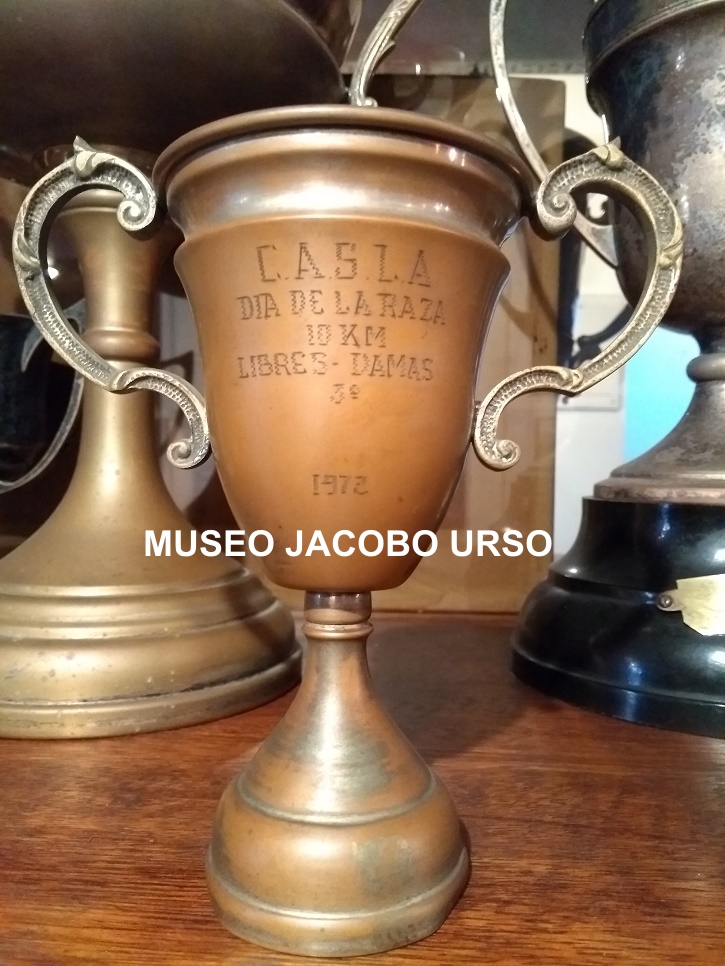 C.A.S.L.A
DIA DE LA RAZA
10 KM
LIBRES - DAMAS
3º
1972
MUSEO JACOBO URSO